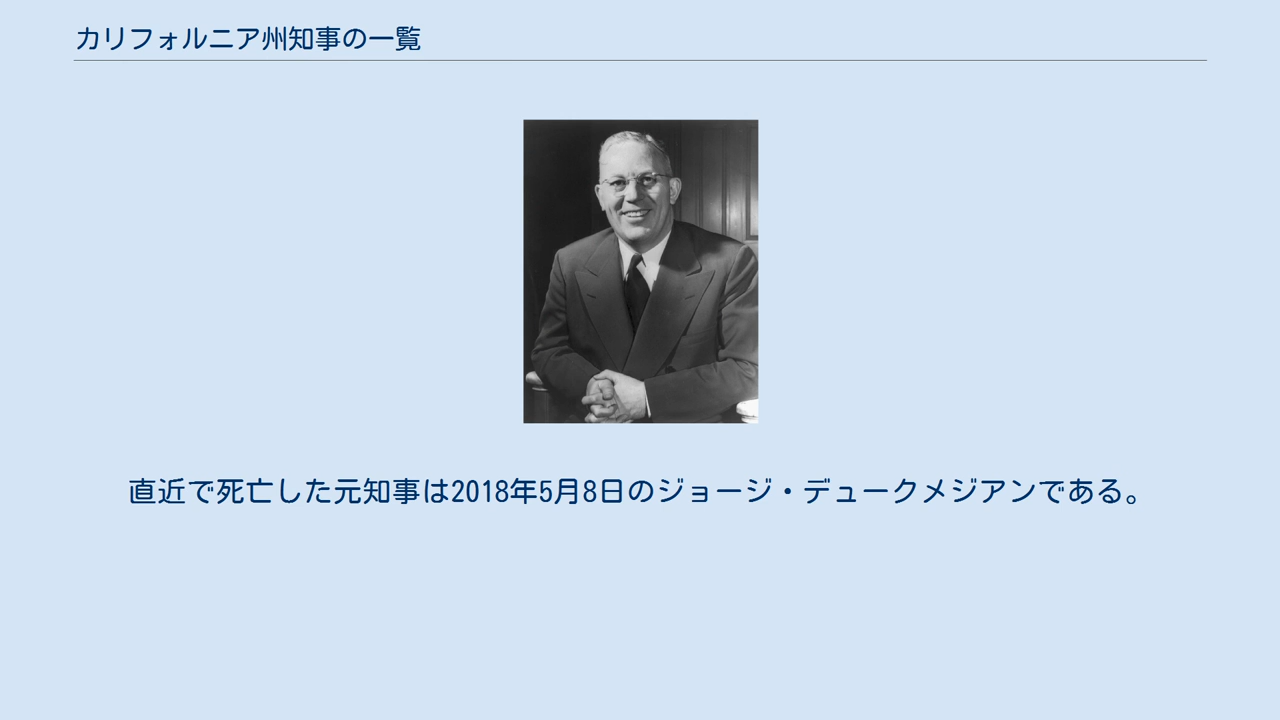 カリフォルニア州知事の一覧
直近で死亡した元知事は2018年5月8日のジョージ・デュークメジアンである。